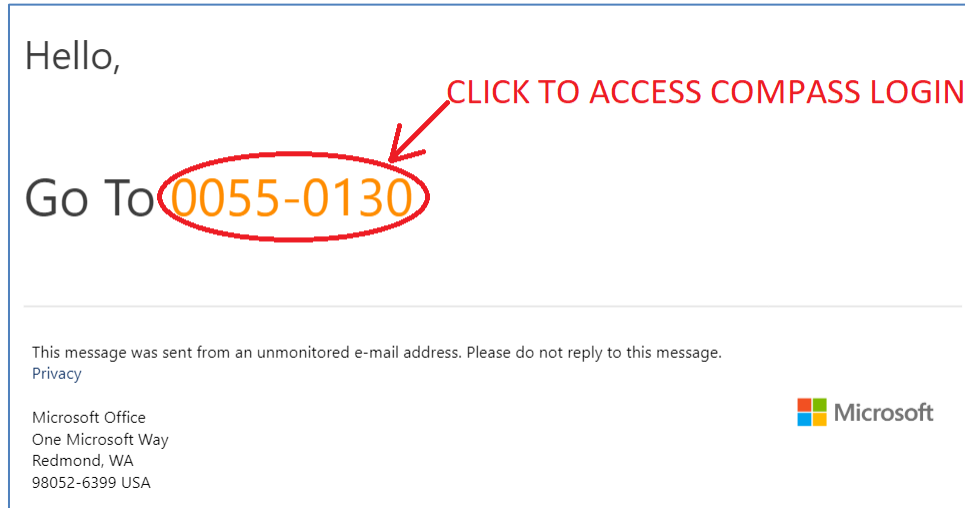 Hello,
CLICK TO ACCESS COMPASS LOGIN
Go To 0055-0130
This message was sent from an unmonitored e-mail address. Please do not reply to this message.
Privacy
Microsoft Office
One Microsoft Way
Redmond, WA
98052-6399 USA
Microsoft